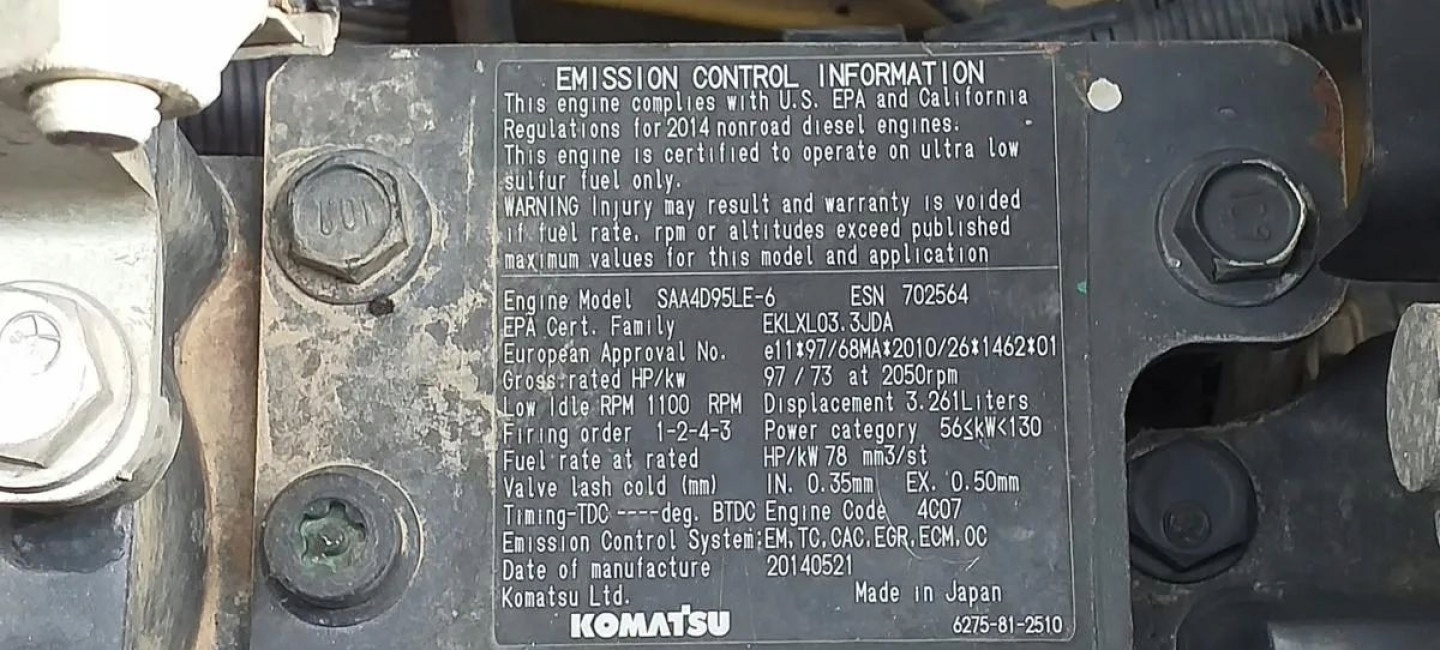 EMISSION CONTROL INFORMATION
This engine complies with U.S. EPA and California
Regulations for 2014 nonroad diesel engines.
This engine is certified to operate on ultra low
sulfur fuel only.
WARNING Injury may result and warranty is voided
if fuel rate, rpm or altitudes exceed published
maximum values for this model and application
Engine Model SAA4D95LE-6 ESN 702564
EPA Cert. Family EKLXL03.3JDA
European Approval No. e11*97/68MA*2010/26*1462*01
Gross rated HP/kw 97 / 73 at 2050rpm
Low Idle RPM 1100 RPM Displacement 3.261Liters
Firing order 1-2-4-3 Power category 56≤kW<130
Fuel rate at rated HP/kW 78 mm3/st
Valve lash cold (mm) IN. 0.35mm EX. 0.50mm
Timing-TDC ----deg. BTDC Engine Code 4C07
Emission Control System:EM,TC,CAC,EGR,ECM,OC
Date of manufacture 20140521
Komatsu Ltd. Made in Japan
KOMATSU 6275-81-2510